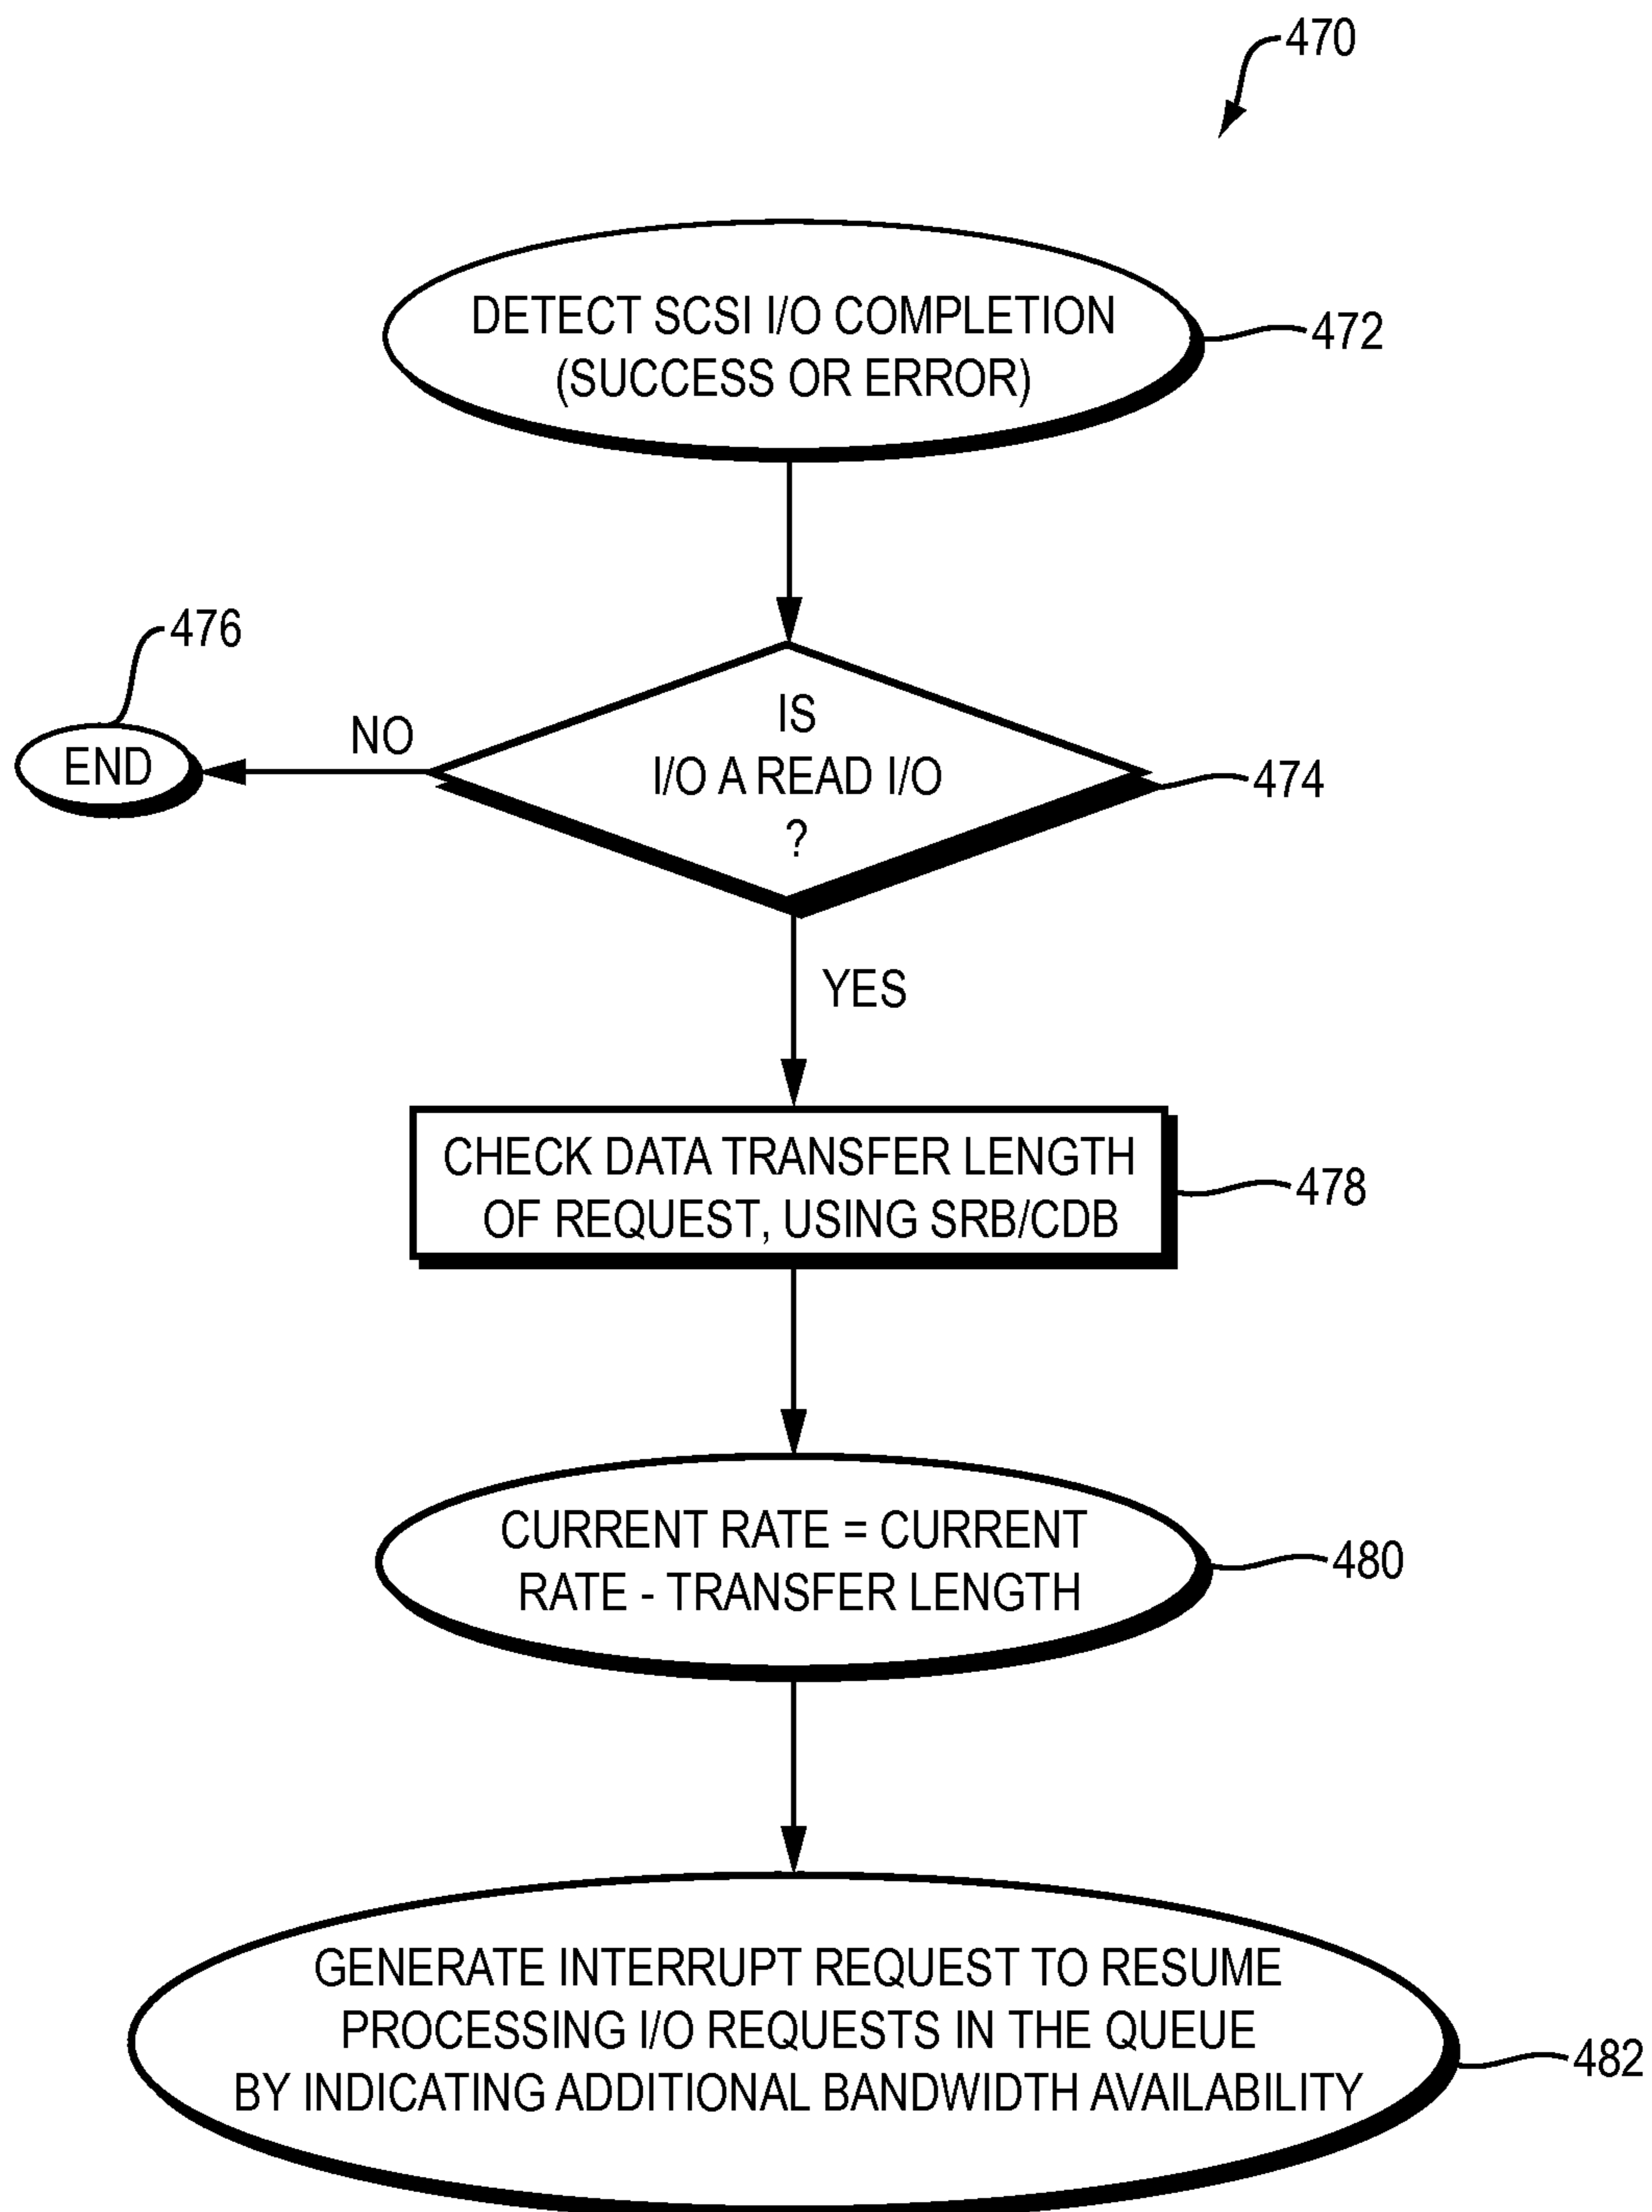 470
DETECT SCSI I/O COMPLETION
(SUCCESS OR ERROR)
472
476
END
NO
IS
I/O A READ I/O
?
474
YES
CHECK DATA TRANSFER LENGTH
OF REQUEST, USING SRB/CDB
478
CURRENT RATE = CURRENT
RATE - TRANSFER LENGTH
480
GENERATE INTERRUPT REQUEST TO RESUME
PROCESSING I/O REQUESTS IN THE QUEUE
BY INDICATING ADDITIONAL BANDWIDTH AVAILABILITY
482